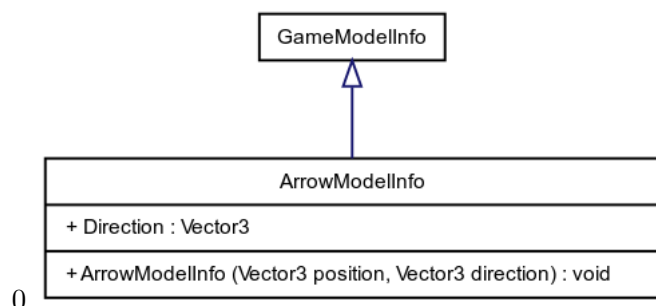 GameModelInfo
ArrowModelInfo
+ Direction : Vector3
+ ArrowModelInfo (Vector3 position, Vector3 direction) : void
0